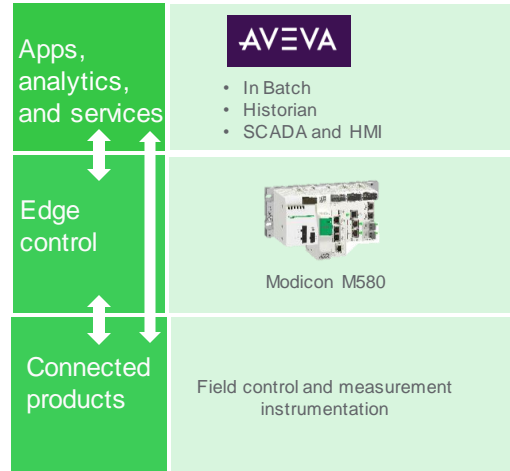 Apps,
analytics,
and services
AVEVA
• In Batch
• Historian
• SCADA and HMI
Edge
control
Modicon M580
Connected
products
Field control and measurement
instrumentation